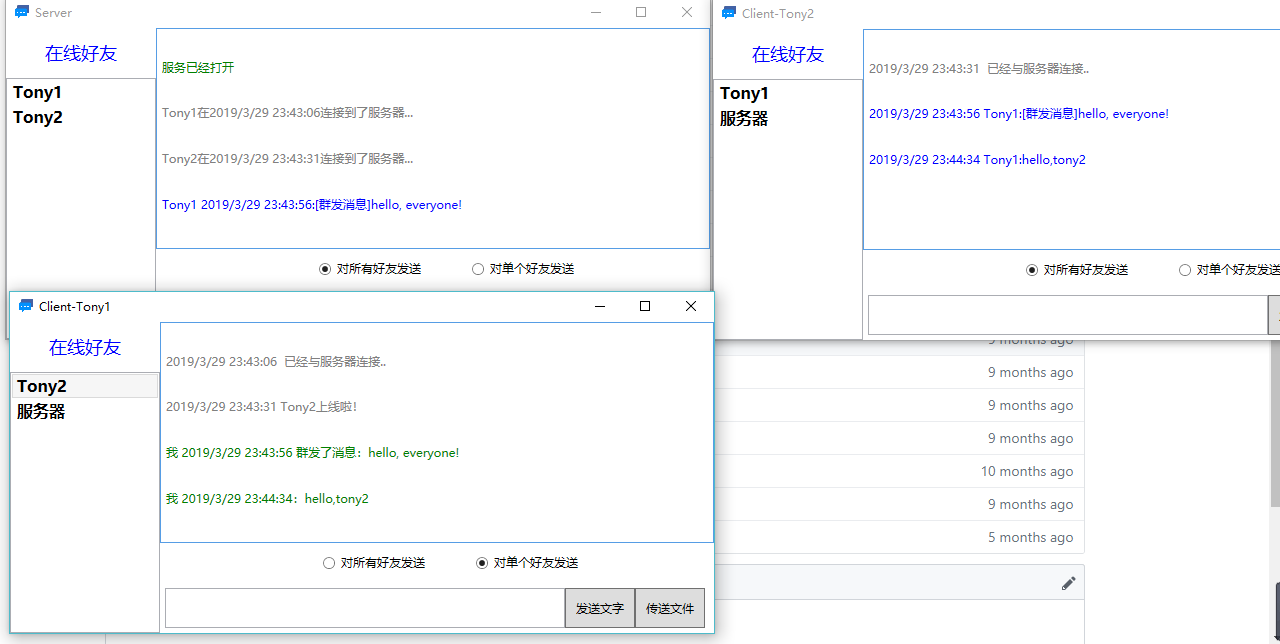 Server
在线好友
Tony1
Tony2
服务已经打开
Tony1在2019/3/29 23:43:06连接到了服务器...
Tony2在2019/3/29 23:43:31连接到了服务器...
Tony1 2019/3/29 23:43:56:[群发消息]hello, everyone!
对所有好友发送 对单个好友发送
Client-Tony2
在线好友
Tony1
服务器
2019/3/29 23:43:31 已经与服务器连接..
2019/3/29 23:43:56 Tony1:[群发消息]hello, everyone!
2019/3/29 23:44:34 Tony1:hello,tony2
对所有好友发送 对单个好友发送
Client-Tony1
在线好友
Tony2
服务器
2019/3/29 23:43:06 已经与服务器连接..
2019/3/29 23:43:31 Tony2上线啦!
我 2019/3/29 23:43:56 群发了消息：hello, everyone!
我 2019/3/29 23:44:34：hello,tony2
对所有好友发送 对单个好友发送
发送文字 传送文件
9 months ago
9 months ago
9 months ago
9 months ago
10 months ago
9 months ago
5 months ago